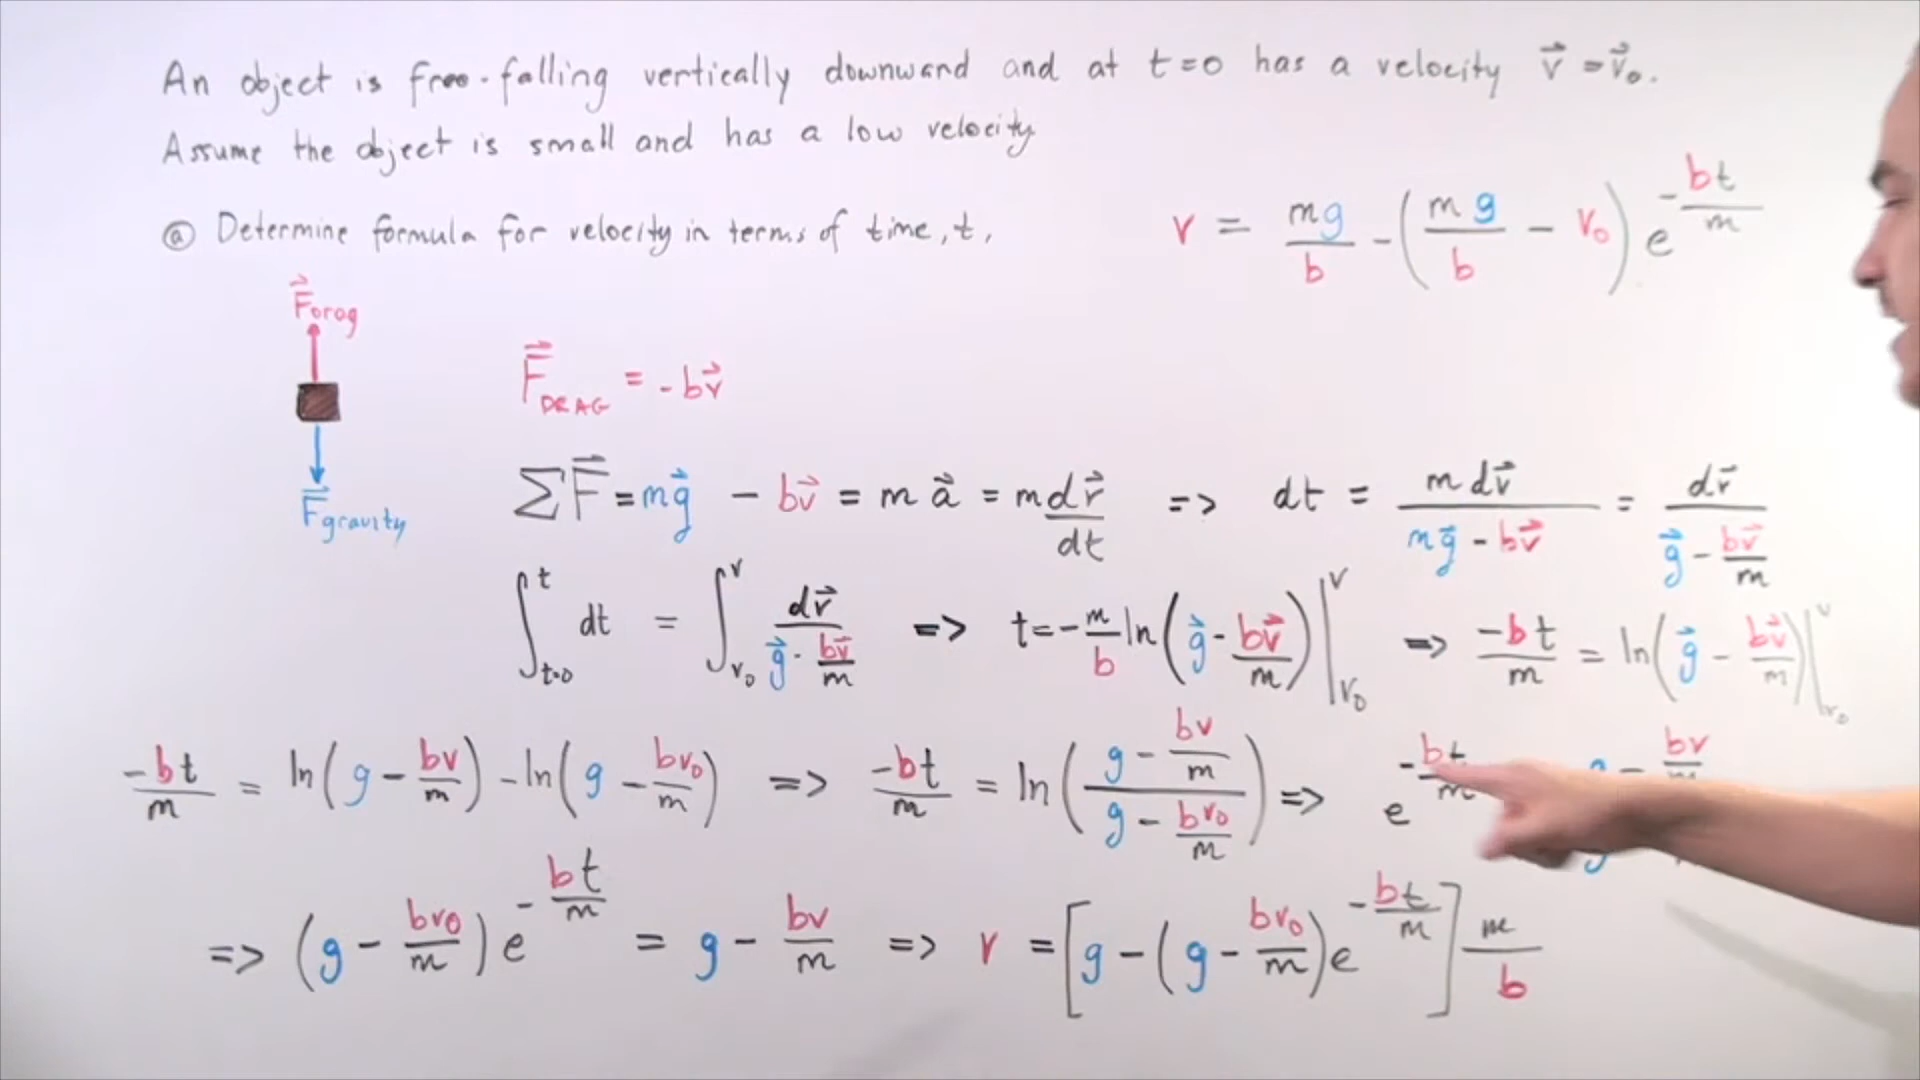 An object is free-falling vertically downward and at t=0 has a velocity v⃗ = v⃗₀.
Assume the object is small and has a low velocity
ⓐ Determine formula for velocity in terms of time, t,
v = mg/b - (mg/b - v₀) e^(-bt/m)
F⃗Drag
F⃗DRAG = -bv⃗
F⃗gravity
ΣF⃗ = mg⃗ - bv⃗ = ma⃗ = m dv⃗/dt => dt = m dv⃗/(mg⃗ - bv⃗) = dv⃗/(g⃗ - bv⃗/m)
∫_{t=0}^{t} dt = ∫_{v₀}^{v} dv⃗/(g⃗ - bv⃗/m) => t = -m/b ln(g⃗ - bv⃗/m)|_{v₀}^{v} => -bt/m = ln(g⃗ - bv⃗/m)|_{v₀}^{v}
-bt/m = ln(g - bv/m) - ln(g - bv₀/m) => -bt/m = ln((g - bv/m)/(g - bv₀/m)) => e^(-bt/m) g - bv/m
=> (g - bv₀/m) e^(-bt/m) = g - bv/m => v = [g - (g - bv₀/m) e^(-bt/m)] m/b